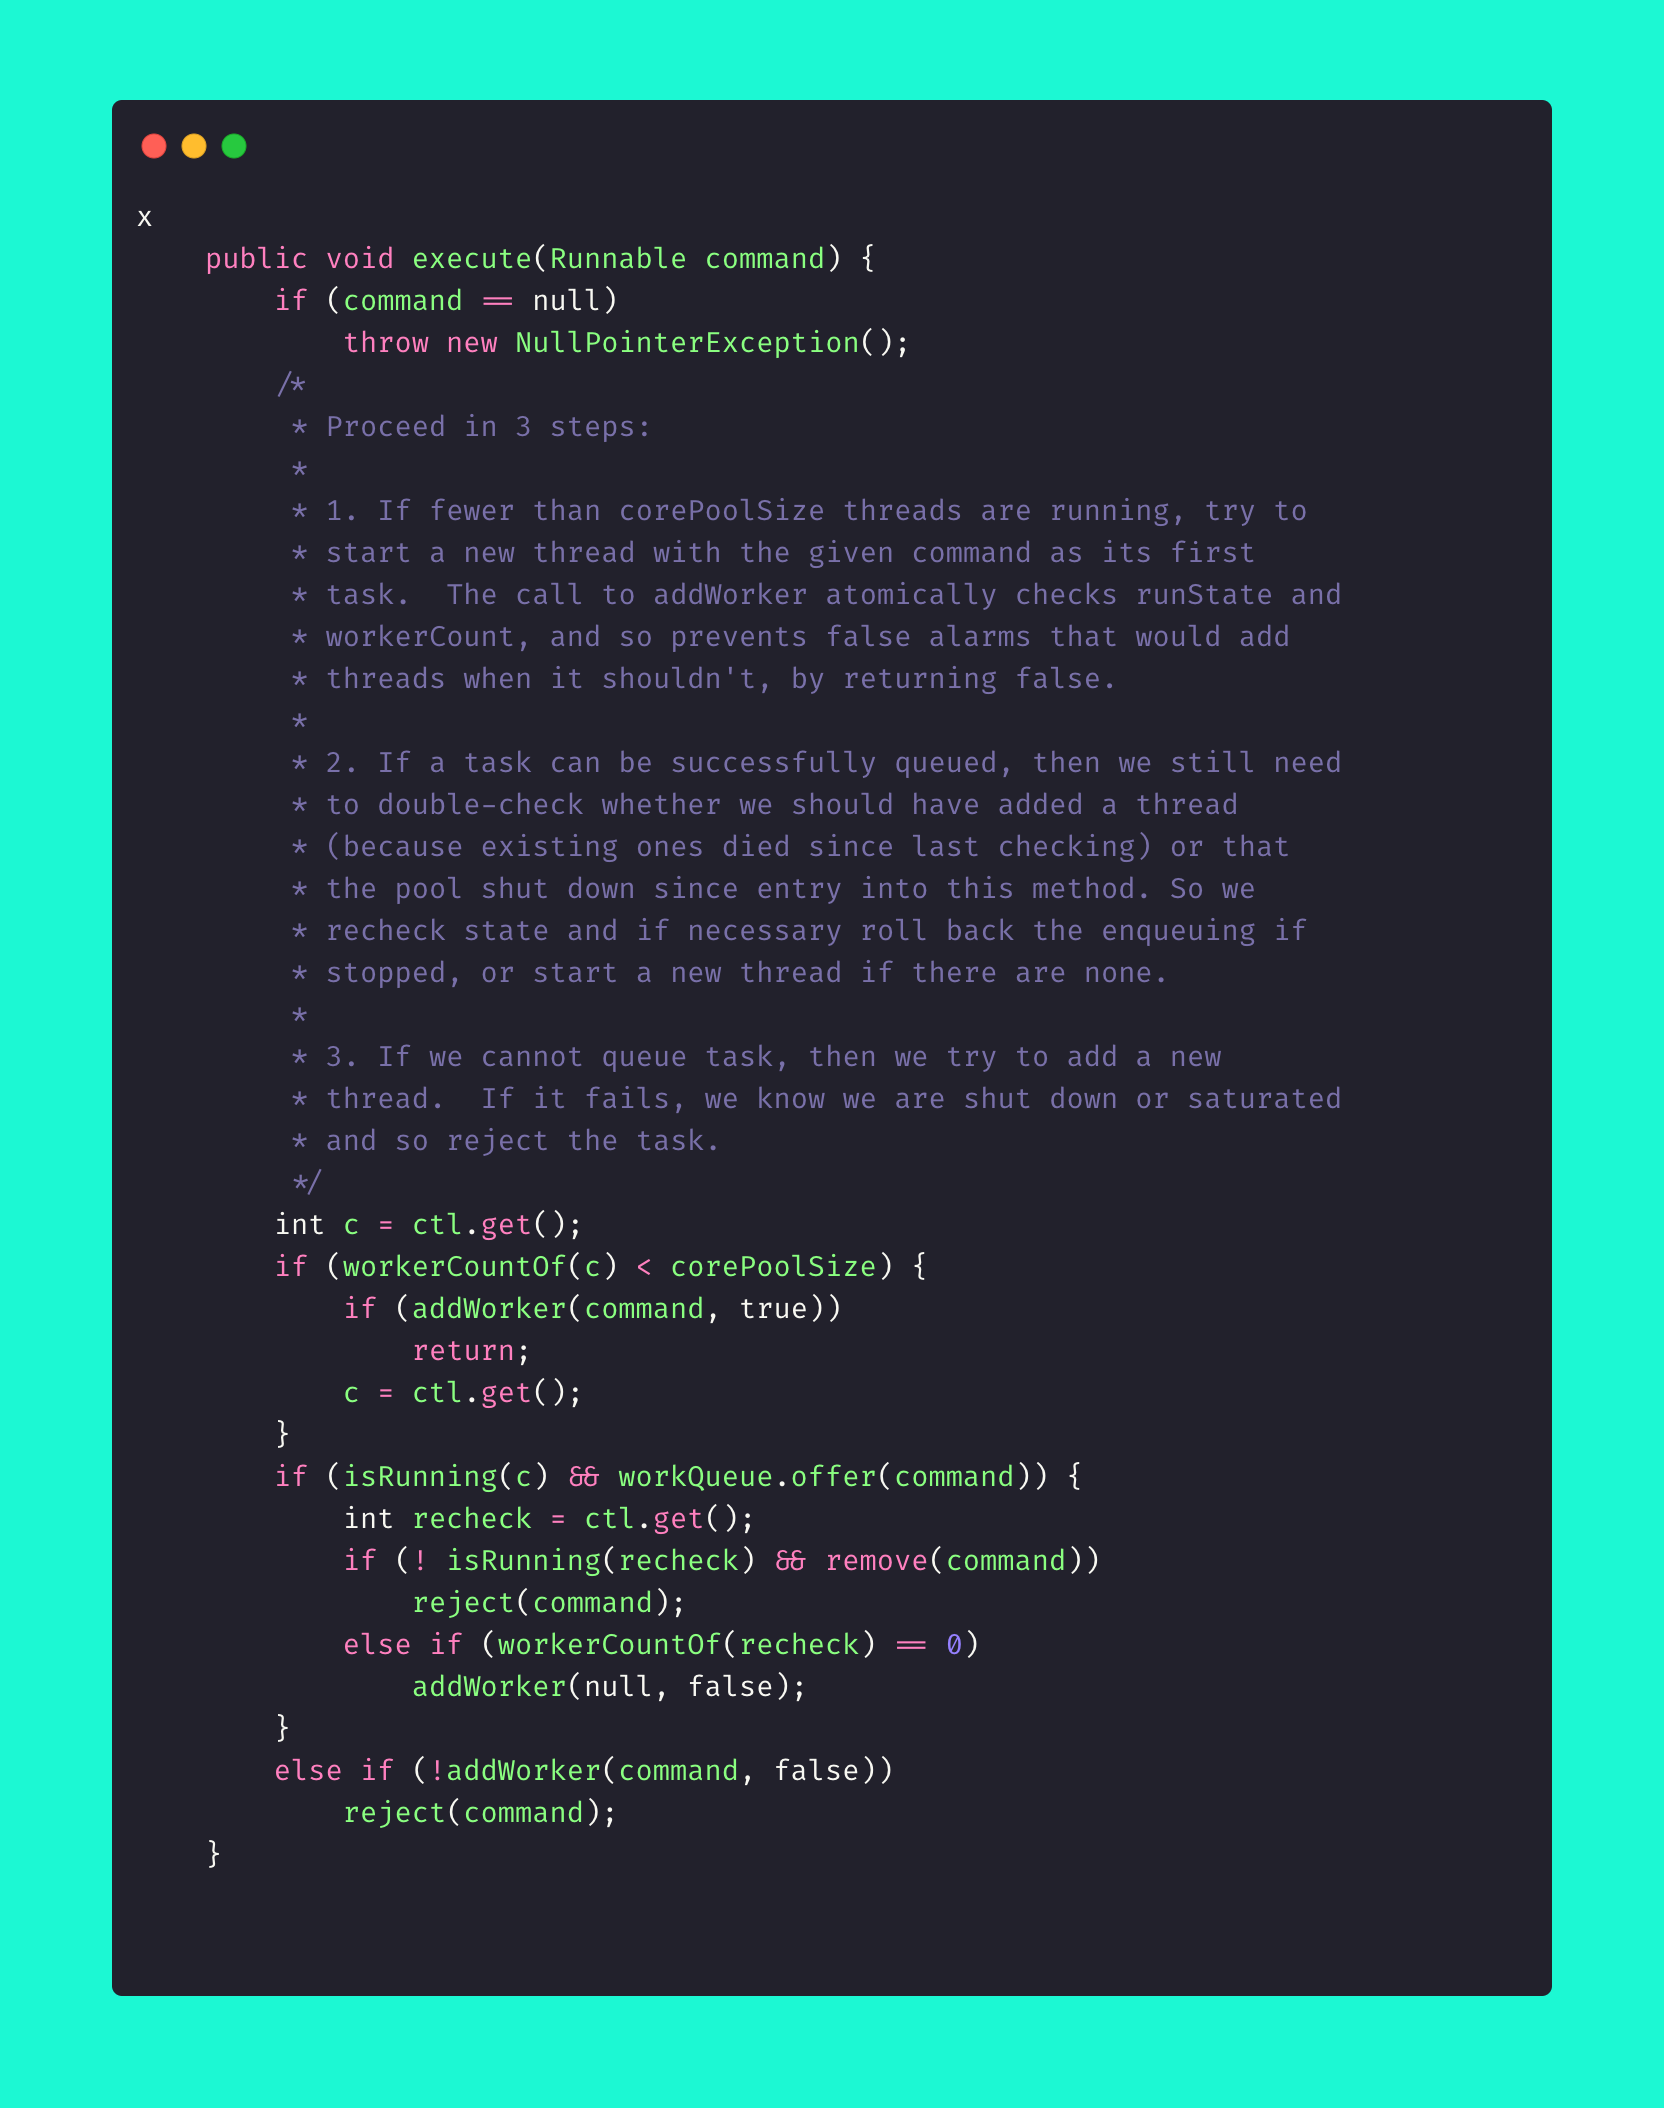 x
    public void execute(Runnable command) {
        if (command == null)
            throw new NullPointerException();
        /*
         * Proceed in 3 steps:
         *
         * 1. If fewer than corePoolSize threads are running, try to
         * start a new thread with the given command as its first
         * task.  The call to addWorker atomically checks runState and
         * workerCount, and so prevents false alarms that would add
         * threads when it shouldn't, by returning false.
         *
         * 2. If a task can be successfully queued, then we still need
         * to double-check whether we should have added a thread
         * (because existing ones died since last checking) or that
         * the pool shut down since entry into this method. So we
         * recheck state and if necessary roll back the enqueuing if
         * stopped, or start a new thread if there are none.
         *
         * 3. If we cannot queue task, then we try to add a new
         * thread.  If it fails, we know we are shut down or saturated
         * and so reject the task.
         */
        int c = ctl.get();
        if (workerCountOf(c) < corePoolSize) {
            if (addWorker(command, true))
                return;
            c = ctl.get();
        }
        if (isRunning(c) && workQueue.offer(command)) {
            int recheck = ctl.get();
            if (! isRunning(recheck) && remove(command))
                reject(command);
            else if (workerCountOf(recheck) == 0)
                addWorker(null, false);
        }
        else if (!addWorker(command, false))
            reject(command);
    }